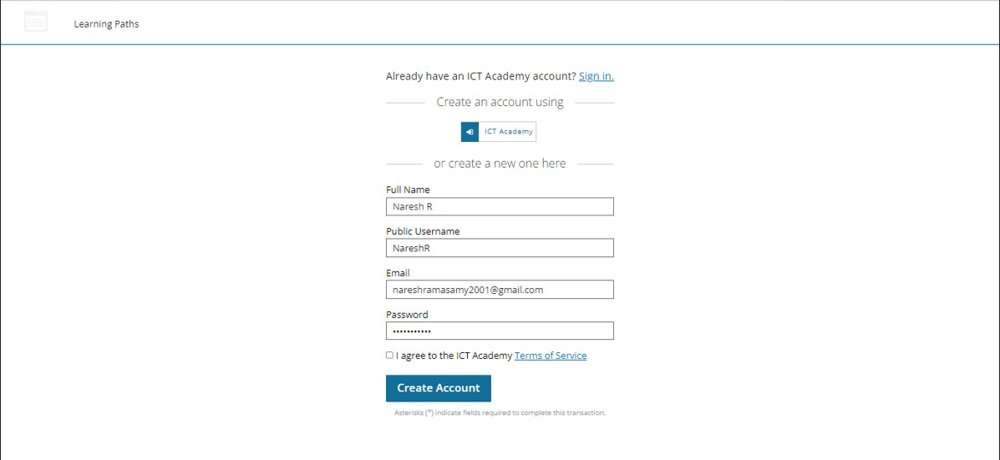 Learning Paths
Already have an ICT Academy account? Sign in.
Create an account using
ICT Academy
or create a new one here
Full Name
Naresh R
Public Username
NareshR
Email
nareshramasamy2001@gmail.com
Password
•••••••••••
I agree to the ICT Academy Terms of Service
Create Account
Asterisks (*) indicate fields required to complete this transaction.